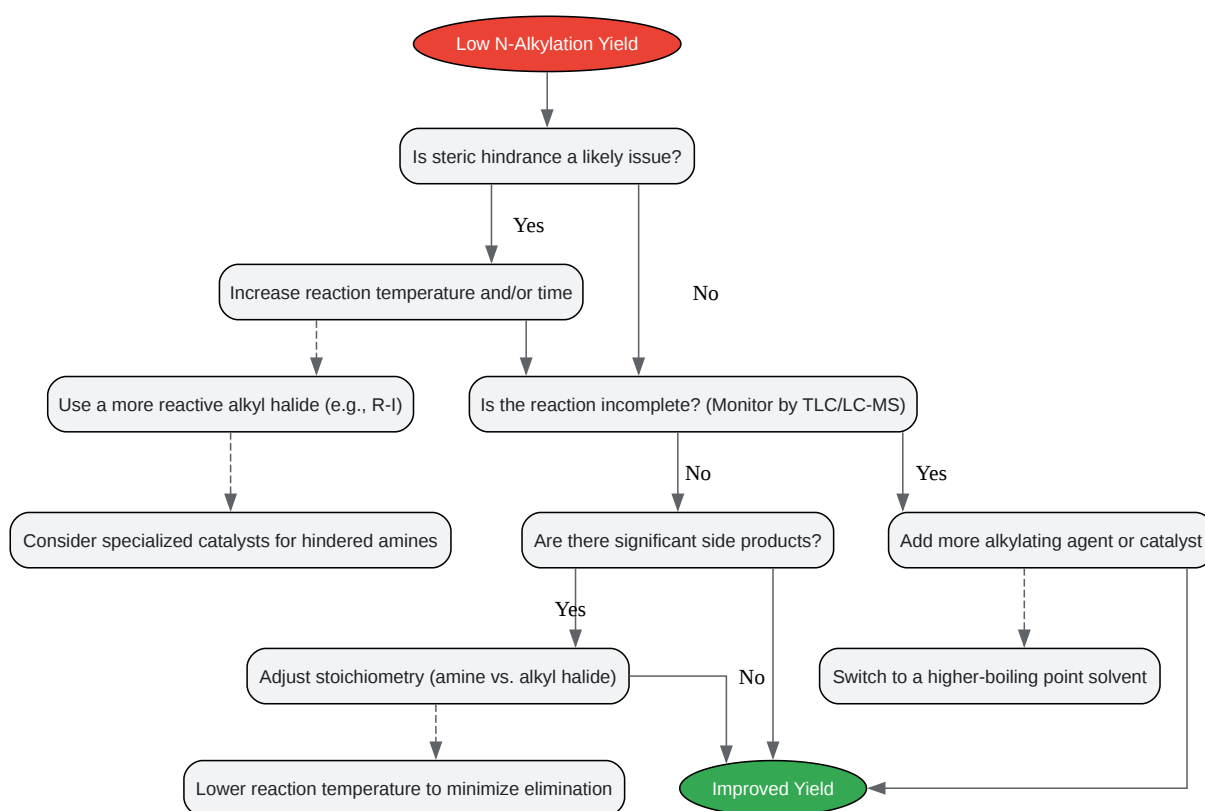 Low N-Alkylation Yield
Is steric hindrance a likely issue?
Yes
Increase reaction temperature and/or time
No
Use a more reactive alkyl halide (e.g., R-I)
Is the reaction incomplete? (Monitor by TLC/LC-MS)
No
Yes
Consider specialized catalysts for hindered amines
Are there significant side products?
Add more alkylating agent or catalyst
Yes
Adjust stoichiometry (amine vs. alkyl halide)
No
Switch to a higher-boiling point solvent
Lower reaction temperature to minimize elimination
Improved Yield